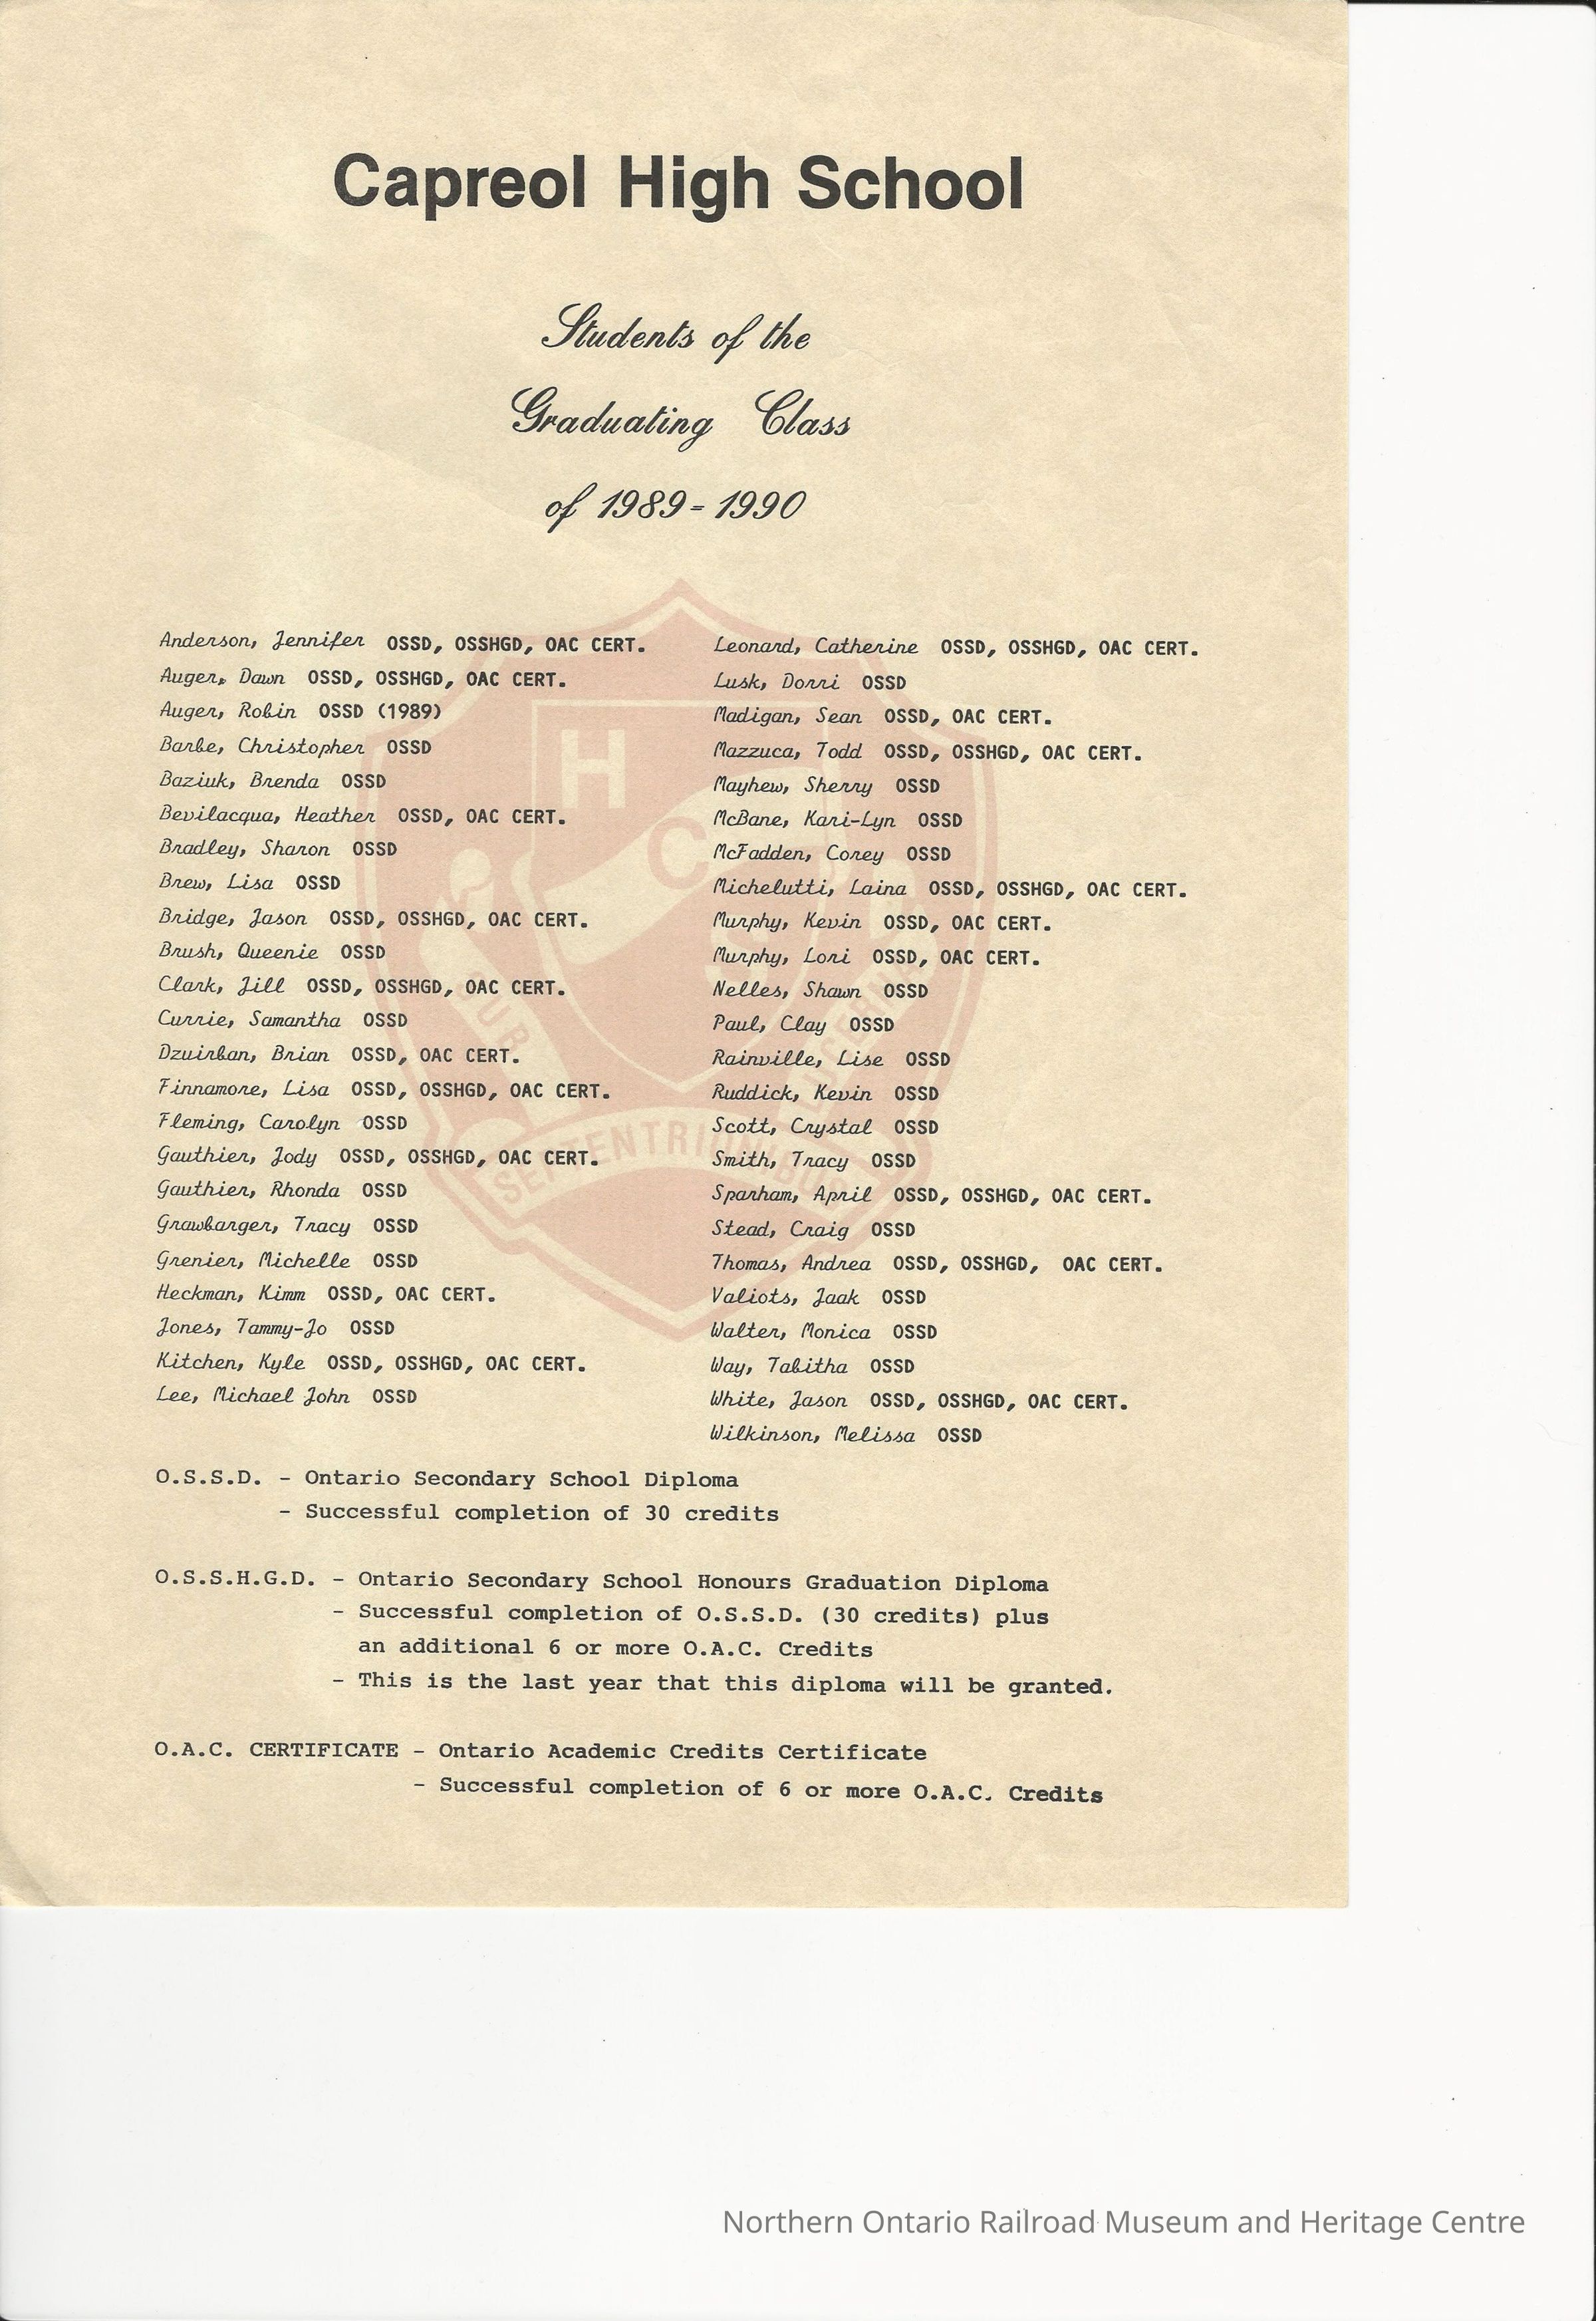 Capreol High School
Students of the
Graduating Class
of 1989-1990
Anderson, Jennifer OSSD, OSSHGD, OAC CERT.
Auger, Dawn OSSD, OSSHGD, OAC CERT.
Auger, Robin OSSD (1989)
Barbe, Christopher OSSD
Baziuk, Brenda OSSD
Bevilacqua, Heather OSSD, OAC CERT.
Bradley, Sharon OSSD
Brew, Lisa OSSD
Bridge, Jason OSSD, OSSHGD, OAC CERT.
Brush, Queenie OSSD
Clark, Jill OSSD, OSSHGD, OAC CERT.
Currie, Samantha OSSD
Dzuirban, Brian OSSD, OAC CERT.
Finnamore, Lisa OSSD, OSSHGD, OAC CERT.
Fleming, Carolyn OSSD
Gauthier, Jody OSSD, OSSHGD, OAC CERT.
Gauthier, Rhonda OSSD
Grawbarger, Tracy OSSD
Grenier, Michelle OSSD
Heckman, Kimm OSSD, OAC CERT.
Jones, Tammy-Jo OSSD
Kitchen, Kyle OSSD, OSSHGD, OAC CERT.
Lee, Michael John OSSD
Leonard, Catherine OSSD, OSSHGD, OAC CERT.
Lusk, Dorri OSSD
Madigan, Sean OSSD, OAC CERT.
Mazzuca, Todd OSSD, OSSHGD, OAC CERT.
Mayhew, Sherry OSSD
McBane, Kari-Lyn OSSD
McFadden, Corey OSSD
Michelutti, Laina OSSD, OSSHGD, OAC CERT.
Murphy, Kevin OSSD, OAC CERT.
Murphy, Lori OSSD, OAC CERT.
Nelles, Shawn OSSD
Paul, Clay OSSD
Rainville, Lise OSSD
Ruddick, Kevin OSSD
Scott, Crystal OSSD
Smith, Tracy OSSD
Sparham, April OSSD, OSSHGD, OAC CERT.
Stead, Craig OSSD
Thomas, Andrea OSSD, OSSHGD, OAC CERT.
Valiots, Jaak OSSD
Walter, Monica OSSD
Way, Tabitha OSSD
White, Jason OSSD, OSSHGD, OAC CERT.
Wilkinson, Melissa OSSD
H
C
O.S.S.D. - Ontario Secondary School Diploma
- Successful completion of 30 credits
O.S.S.H.G.D. - Ontario Secondary School Honours Graduation Diploma
- Successful completion of O.S.S.D. (30 credits) plus
an additional 6 or more O.A.C. Credits
- This is the last year that this diploma will be granted.
O.A.C. CERTIFICATE - Ontario Academic Credits Certificate
- Successful completion of 6 or more O.A.C. Credits
Northern Ontario Railroad Museum and Heritage Centre